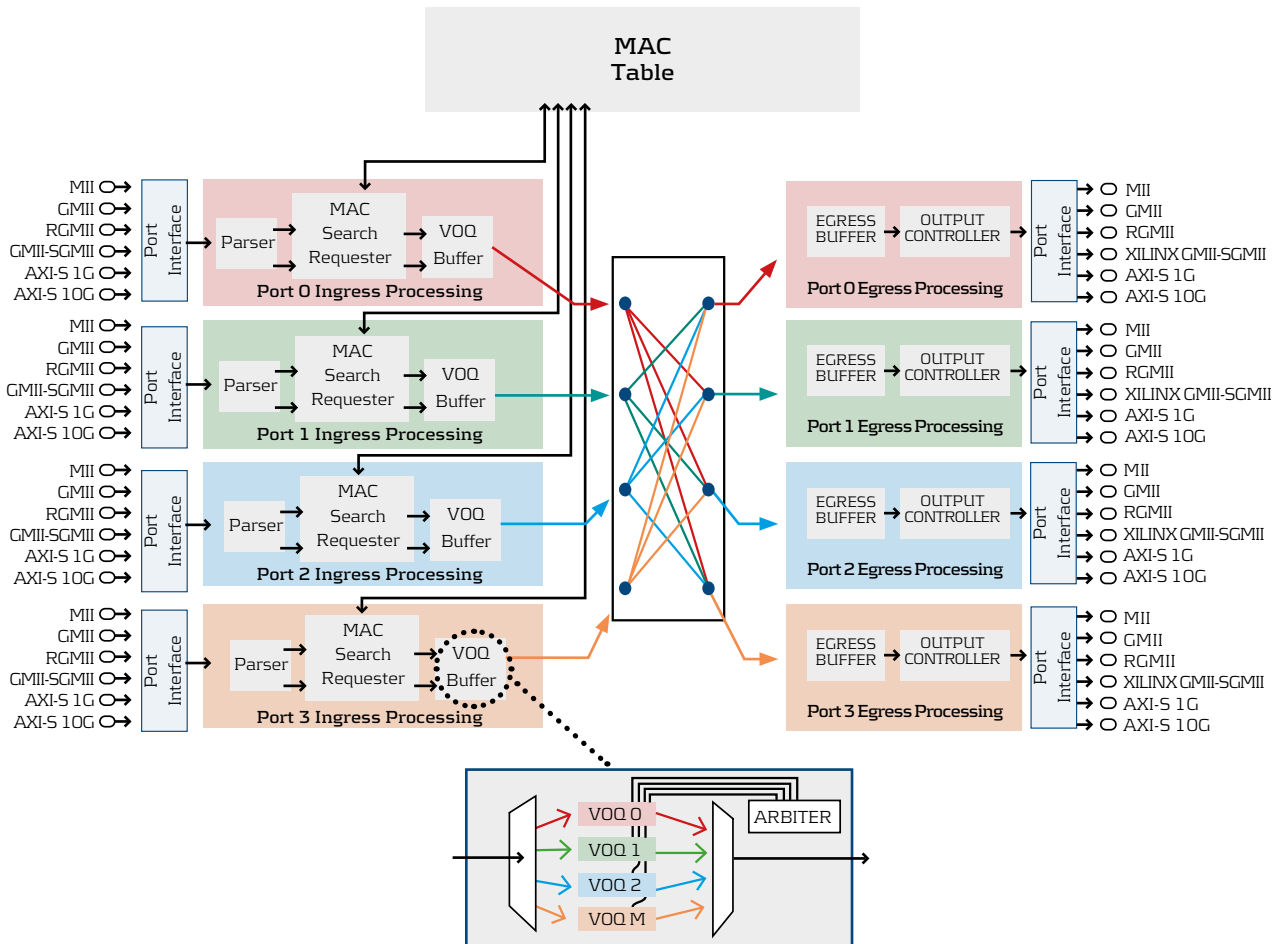 MAC
Table
MII
GMII
RGMII
GMII-SGMII
AXI-S 1G
AXI-S 10G
Port
Interface
Parser
MAC
Search
Requester
VOQ
Buffer
Port 0 Ingress Processing
EGRESS
BUFFER
OUTPUT
CONTROLLER
Port 0 Egress Processing
Port
Interface
MII
GMII
RGMII
XILINX GMII-SGMII
AXI-S 1G
AXI-S 10G
MII
GMII
RGMII
GMII-SGMII
AXI-S 1G
AXI-S 10G
Port
Interface
Parser
MAC
Search
Requester
VOQ
Buffer
Port 1 Ingress Processing
EGRESS
BUFFER
OUTPUT
CONTROLLER
Port 1 Egress Processing
Port
Interface
MII
GMII
RGMII
XILINX GMII-SGMII
AXI-S 1G
AXI-S 10G
MII
GMII
RGMII
GMII-SGMII
AXI-S 1G
AXI-S 10G
Port
Interface
Parser
MAC
Search
Requester
VOQ
Buffer
Port 2 Ingress Processing
EGRESS
BUFFER
OUTPUT
CONTROLLER
Port 2 Egress Processing
Port
Interface
MII
GMII
RGMII
XILINX GMII-SGMII
AXI-S 1G
AXI-S 10G
MII
GMII
RGMII
GMII-SGMII
AXI-S 1G
AXI-S 10G
Port
Interface
Parser
MAC
Search
Requester
VOQ
Buffer
Port 3 Ingress Processing
EGRESS
BUFFER
OUTPUT
CONTROLLER
Port 3 Egress Processing
Port
Interface
MII
GMII
RGMII
XILINX GMII-SGMII
AXI-S 1G
AXI-S 10G
VOQ 0
VOQ 1
VOQ 2
VOQ M
ARBITER